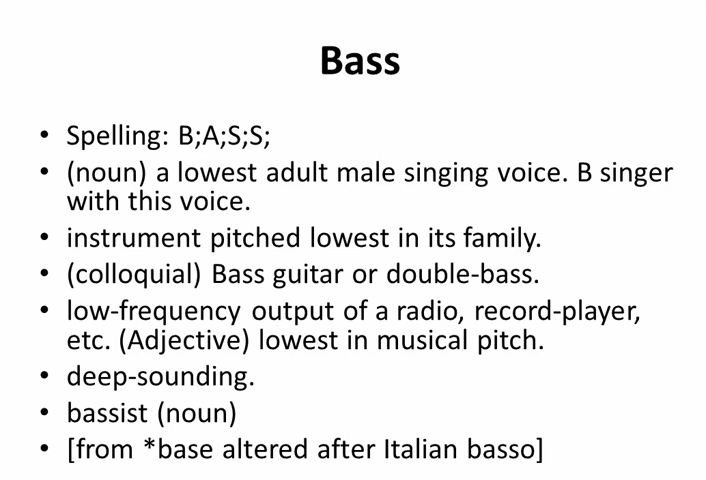 Bass
• Spelling: B;A;S;S;
• (noun) a lowest adult male singing voice. B singer
with this voice.
• instrument pitched lowest in its family.
• (colloquial) Bass guitar or double-bass.
• low-frequency output of a radio, record-player,
etc. (Adjective) lowest in musical pitch.
• deep-sounding.
• bassist (noun)
• [from *base altered after Italian basso]